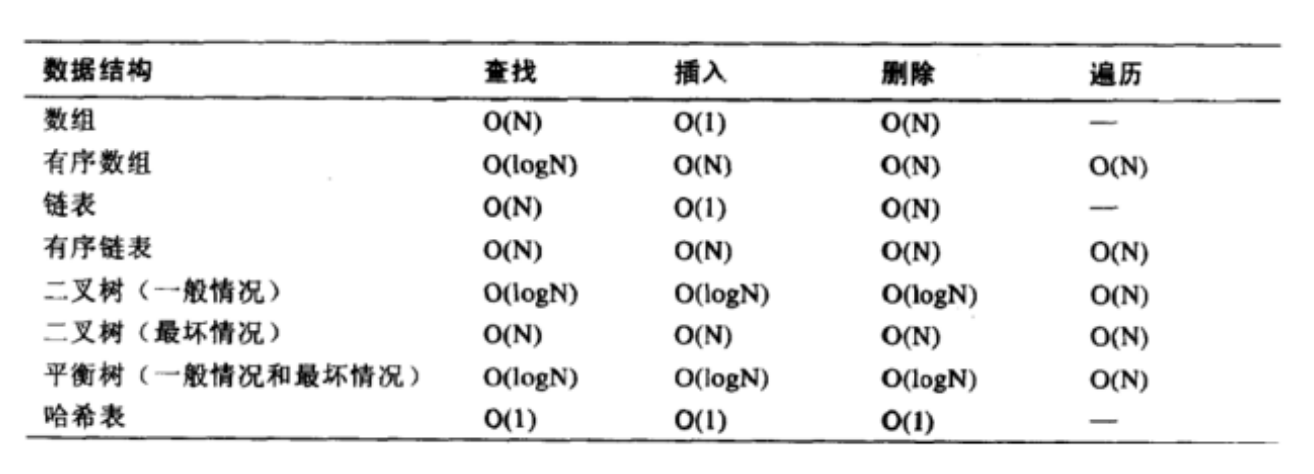 数据结构 查找 插入 删除 遍历
数组 O(N) O(1) O(N) —
有序数组 O(logN) O(N) O(N) O(N)
链表 O(N) O(1) O(N) —
有序链表 O(N) O(N) O(N) O(N)
二叉树（一般情况） O(logN) O(logN) O(logN) O(N)
二叉树（最坏情况） O(N) O(N) O(N) O(N)
平衡树（一般情况和最坏情况） O(logN) O(logN) O(logN) O(N)
哈希表 O(1) O(1) O(1) —